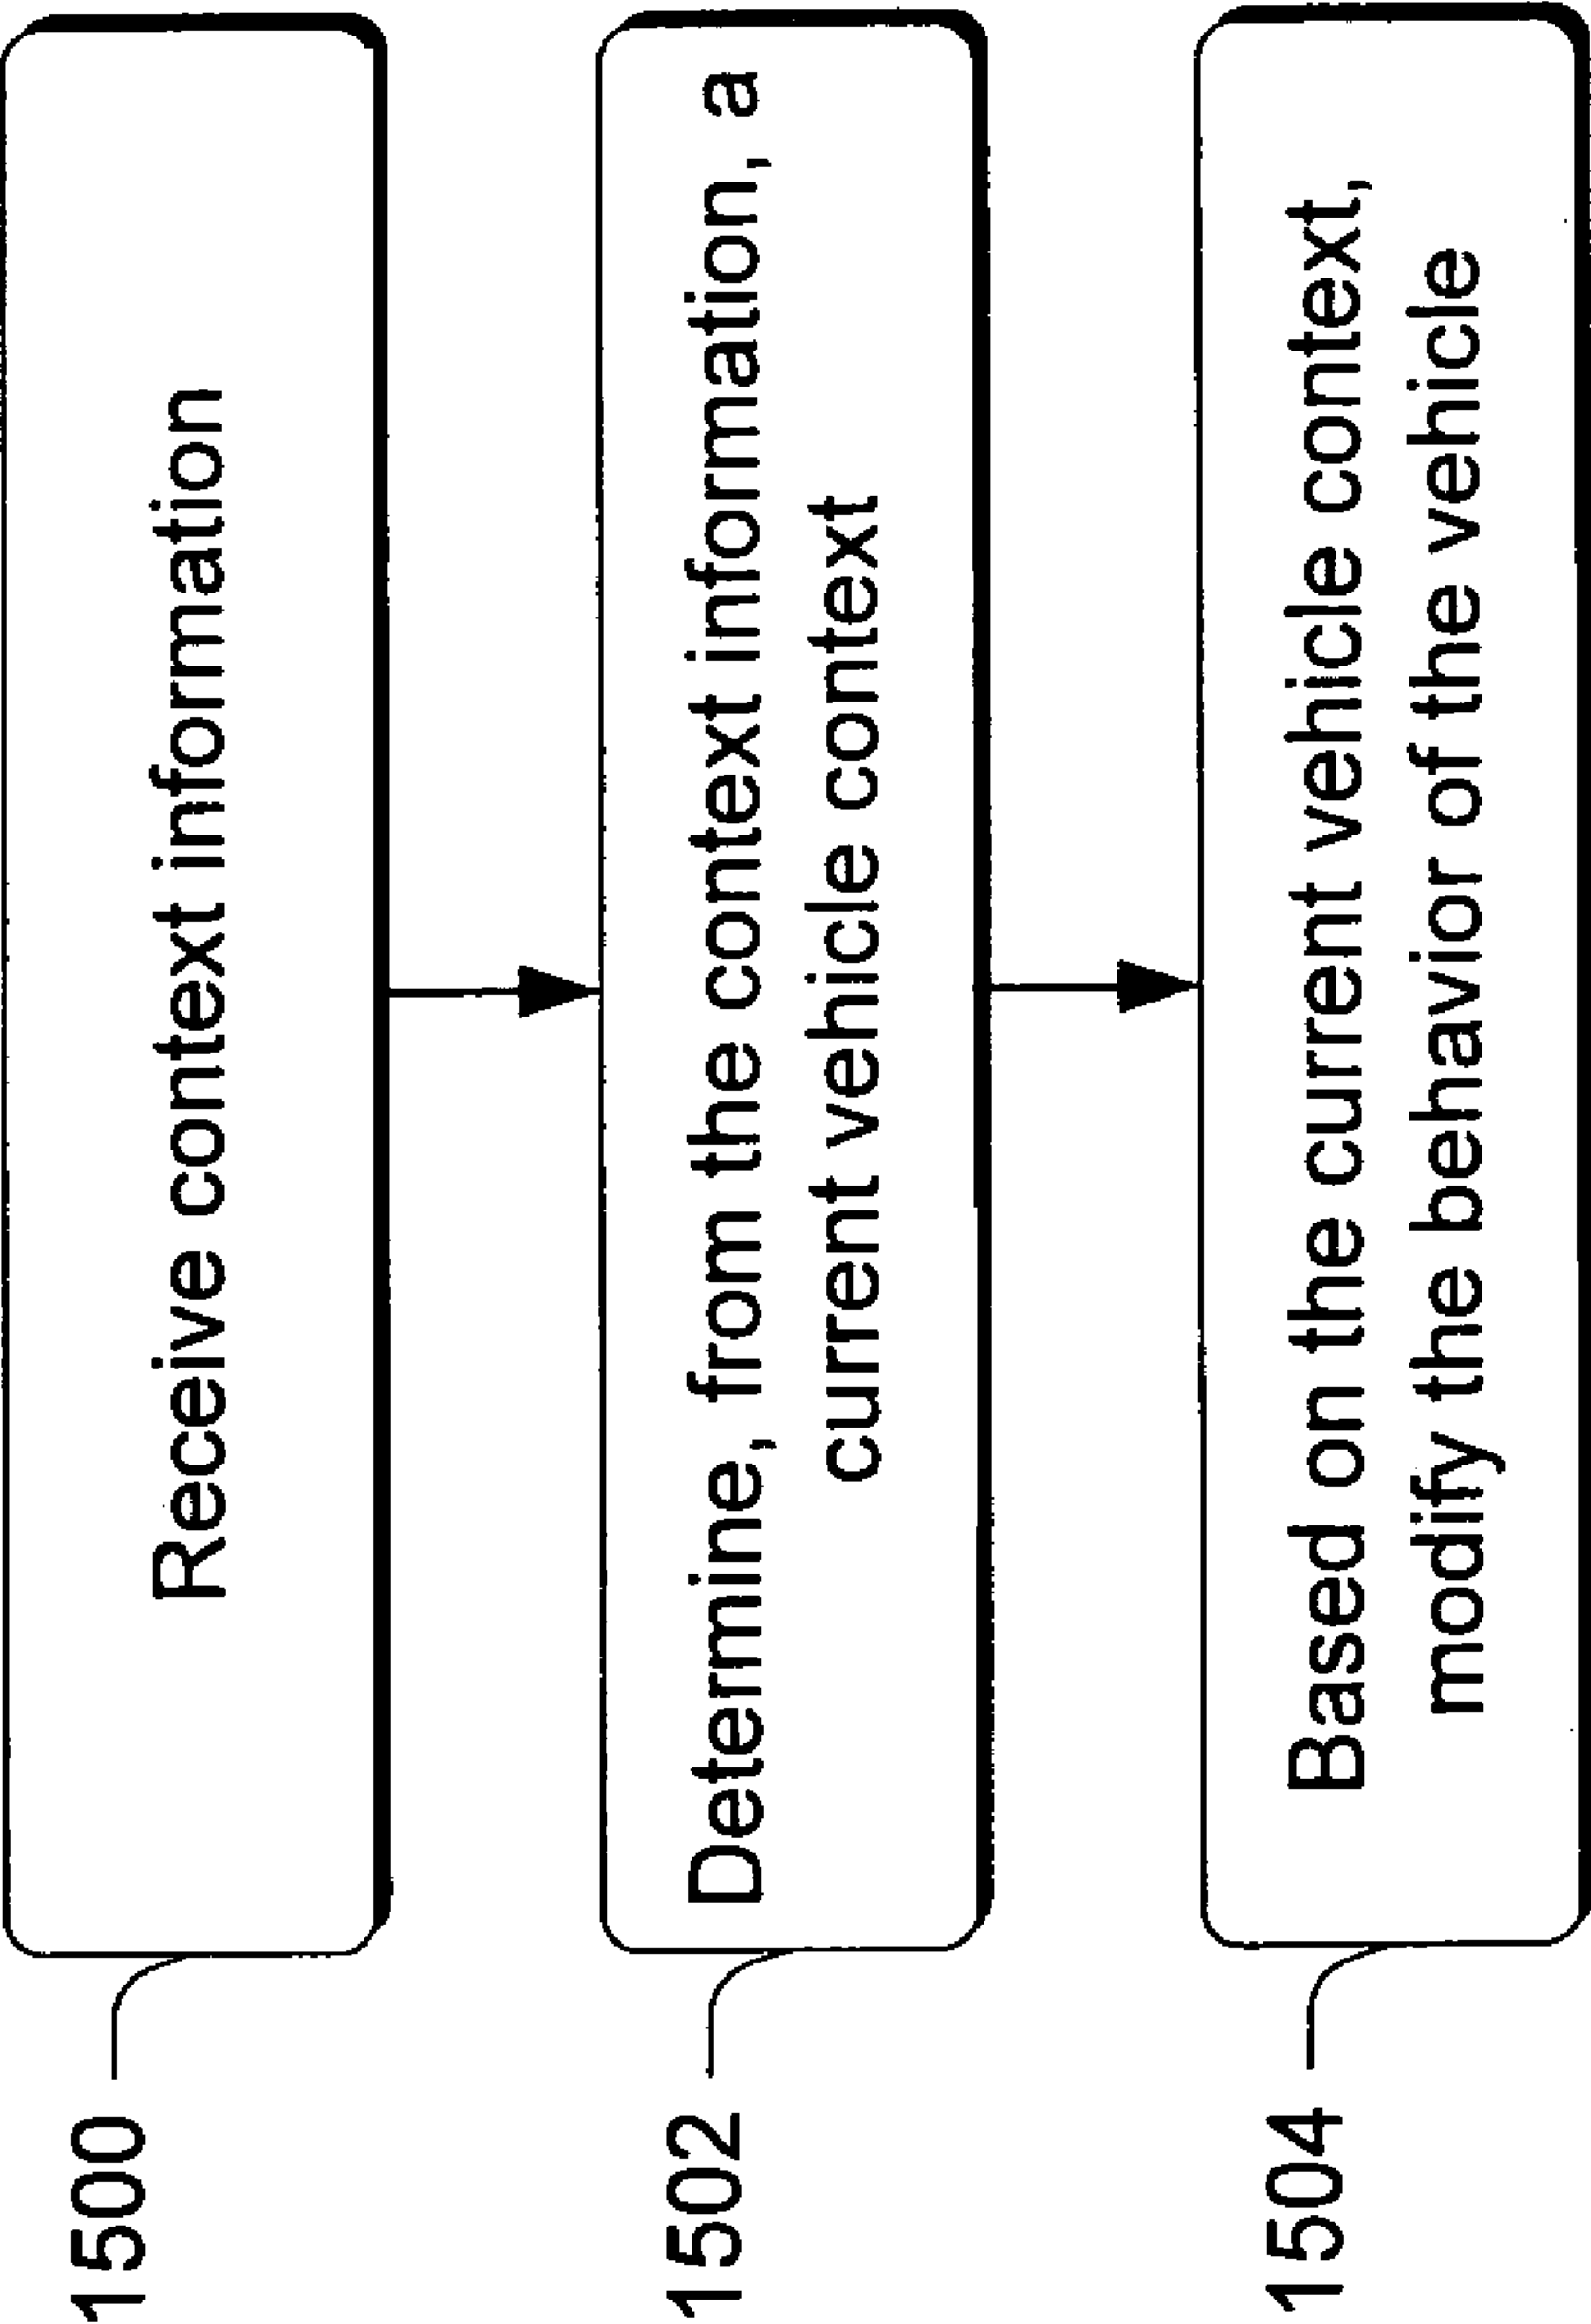 1500
Receive context information
1502
Determine, from the context information, a
current vehicle context
1504
Based on the current vehicle context,
modify the behavior of the vehicle